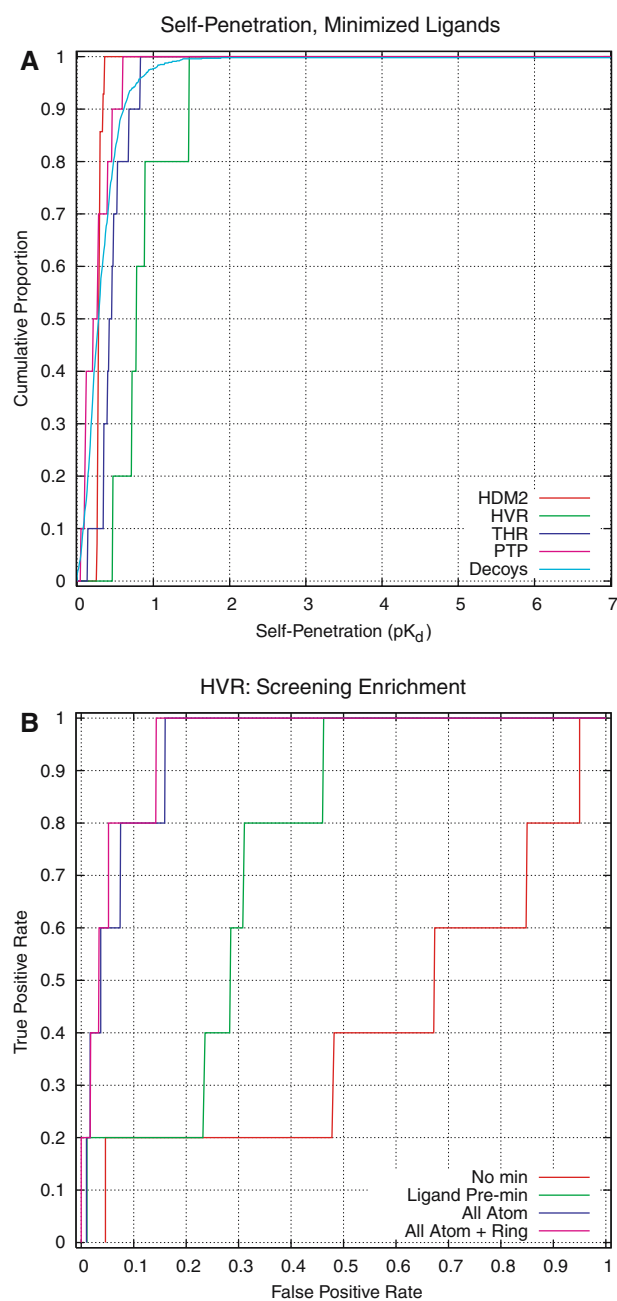 Self-Penetration, Minimized Ligands
A
1
0.9
0.8
0.7
0.6
0.5
0.4
0.3
0.2
0.1
0
Cumulative Proportion
HDM2
HVR
THR
PTP
Decoys
0 1 2 3 4 5 6 7
Self-Penetration (pKd)
HVR: Screening Enrichment
B
1
0.9
0.8
0.7
0.6
0.5
0.4
0.3
0.2
0.1
0
True Positive Rate
No min
Ligand Pre-min
All Atom
All Atom + Ring
0 0.1 0.2 0.3 0.4 0.5 0.6 0.7 0.8 0.9 1
False Positive Rate